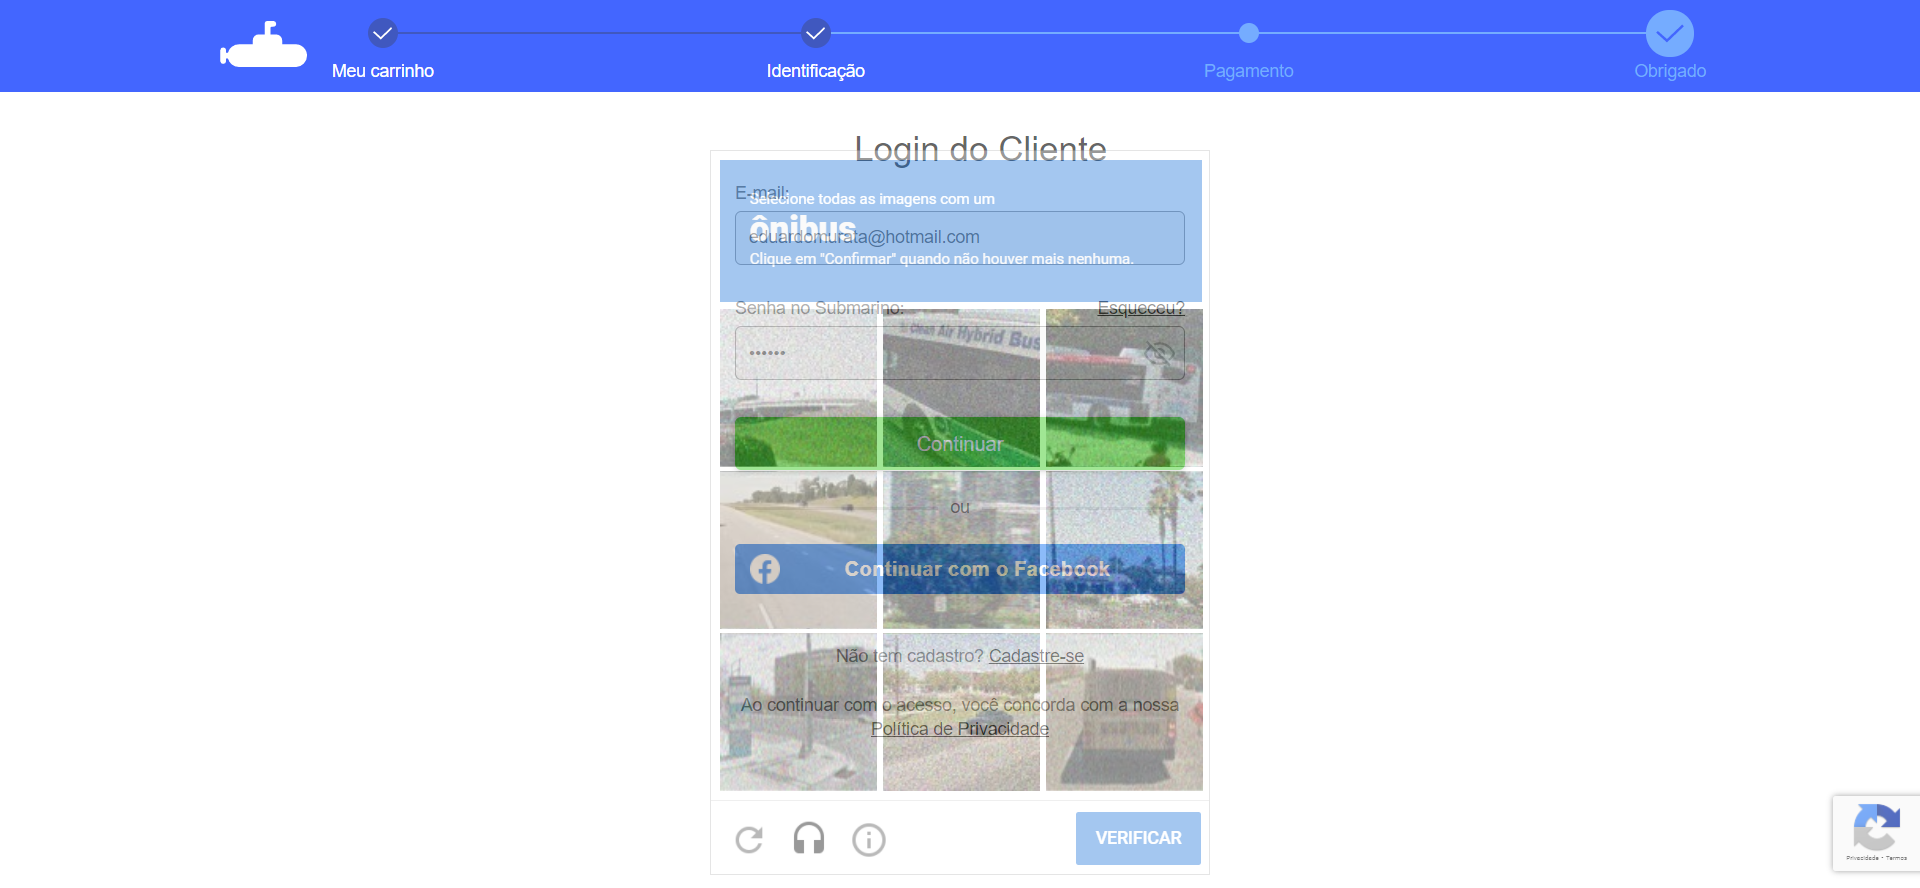 Meu carrinho
Identificação
Pagamento
Obrigado
Login do Cliente
E-mail:
Selecione todas as imagens com um
ônibus
eduardomurata@hotmail.com
Clique em "Confirmar" quando não houver mais nenhuma.
Senha no Submarino:
Esqueceu?
Clean Air Hybrid Bus
••••••
Continuar
ou
Continuar com o Facebook
Não tem cadastro? Cadastre-se
Ao continuar com o acesso, você concorda com a nossa
Política de Privacidade
VERIFICAR
Privacidade - Termos